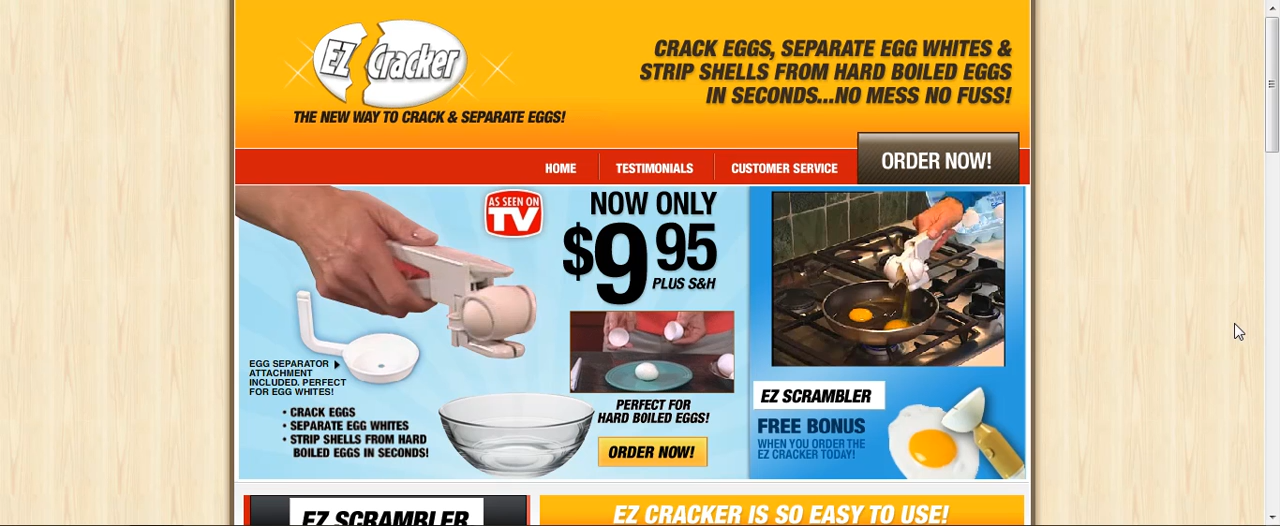 EZ Cracker
THE NEW WAY TO CRACK & SEPARATE EGGS!
CRACK EGGS, SEPARATE EGG WHITES &
STRIP SHELLS FROM HARD BOILED EGGS
IN SECONDS...NO MESS NO FUSS!
HOME
TESTIMONIALS
CUSTOMER SERVICE
ORDER NOW!
AS SEEN ON
TV
NOW ONLY
$9 95
PLUS S&H
EGG SEPARATOR
ATTACHMENT
INCLUDED. PERFECT
FOR EGG WHITES!
• CRACK EGGS
• SEPARATE EGG WHITES
• STRIP SHELLS FROM HARD
BOILED EGGS IN SECONDS!
PERFECT FOR
HARD BOILED EGGS!
ORDER NOW!
EZ SCRAMBLER
FREE BONUS
WHEN YOU ORDER THE
EZ CRACKER TODAY!
EZ SCRAMBLER
EZ CRACKER IS SO EASY TO USE!